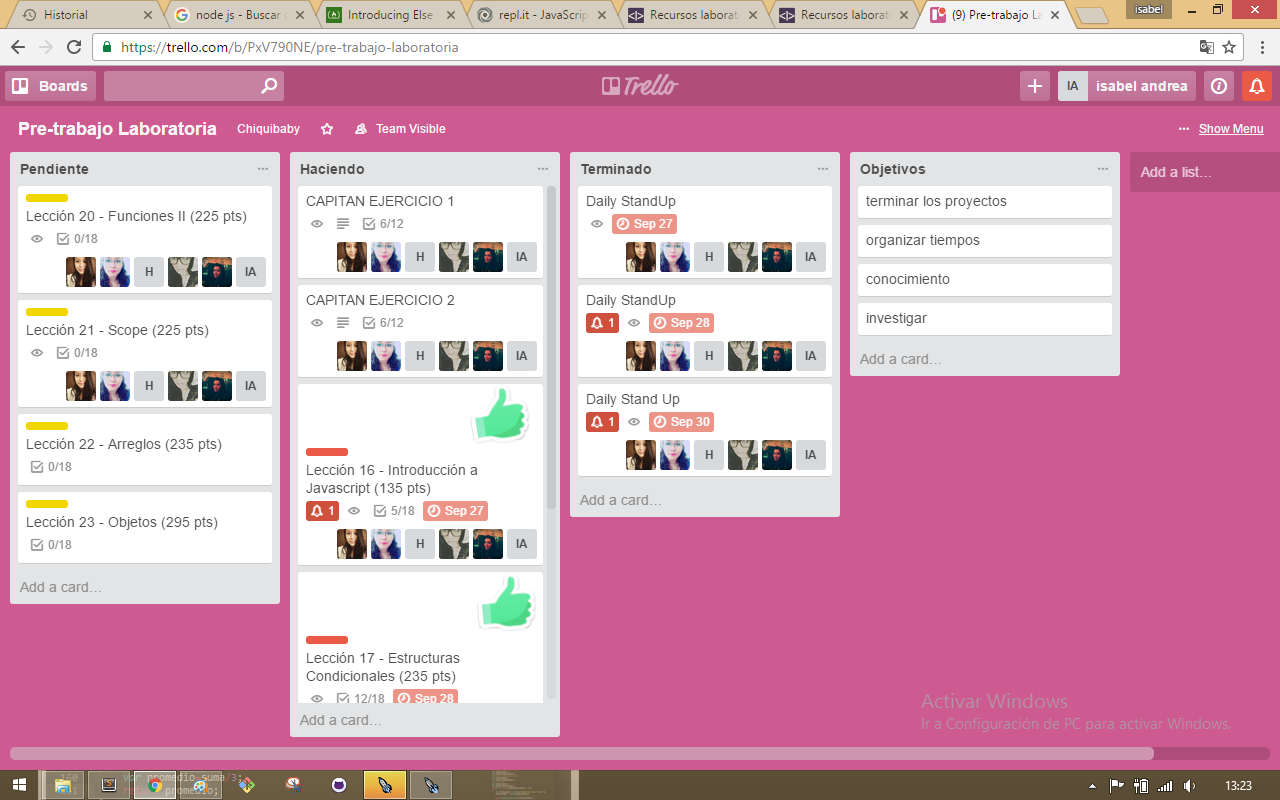 Historial
node js - Buscar
Introducing Else
repl.it - JavaScrip
Recursos laborat
Recursos laborat
(9) Pre-trabajo La
isabel
https://trello.com/b/PxV790NE/pre-trabajo-laboratoria
Boards
Trello
IA
isabel andrea
Pre-trabajo Laboratoria
Chiquibaby
Team Visible
... Show Menu
Pendiente
Lección 20 - Funciones II (225 pts)
0/18
H
IA
Lección 21 - Scope (225 pts)
0/18
H
IA
Lección 22 - Arreglos (235 pts)
0/18
Lección 23 - Objetos (295 pts)
0/18
Add a card…
Haciendo
CAPITAN EJERCICIO 1
6/12
H
IA
CAPITAN EJERCICIO 2
6/12
H
IA
Lección 16 - Introducción a
Javascript (135 pts)
1
5/18
Sep 27
H
IA
Lección 17 - Estructuras
Condicionales (235 pts)
12/18
Sep 28
Add a card…
Terminado
Daily StandUp
Sep 27
H
IA
Daily StandUp
1
Sep 28
H
IA
Daily Stand Up
1
Sep 30
H
IA
Add a card…
Objetivos
terminar los proyectos
organizar tiempos
conocimiento
investigar
Add a card…
Add a list…
Activar Windows
Ir a Configuración de PC para activar Windows.
160
var promedio_suma/3;
promedio;
13:23